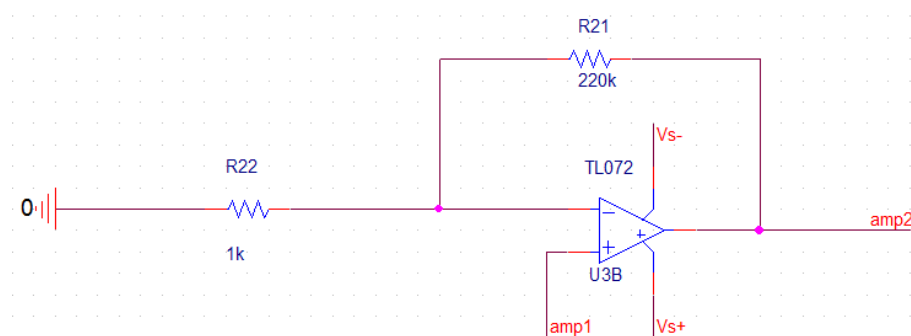 R21
220k
Vs-
R22
TL072
0
−
+
+
amp2
1k
U3B
amp1
Vs+